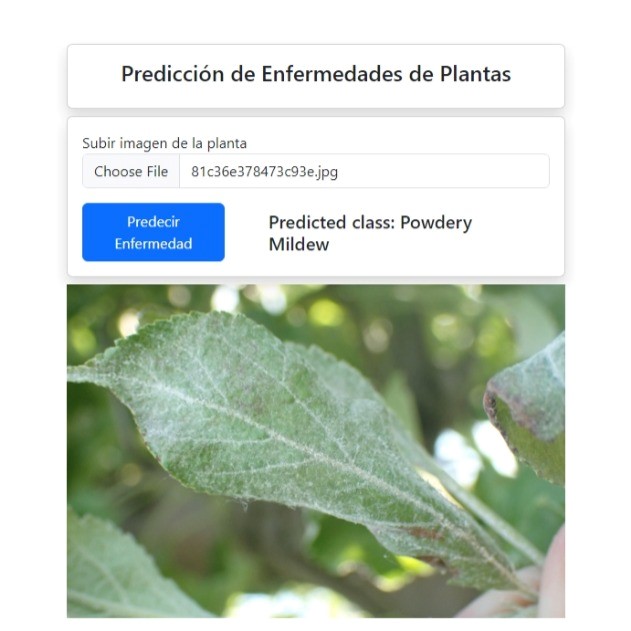 Predicción de Enfermedades de Plantas
Subir imagen de la planta
Choose File 81c36e378473c93e.jpg
Predecir
Enfermedad
Predicted class: Powdery
Mildew